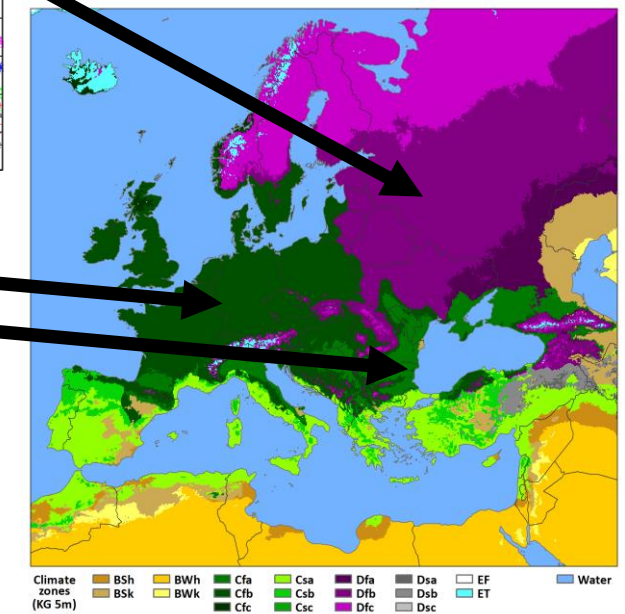 Climate zones (KG 5m) BSh BWh Cfa Csa Dfa Dsa EF Water
BSk BWk Cfb Csb Dfb Dsb ET
Cfc Csc Dfc Dsc